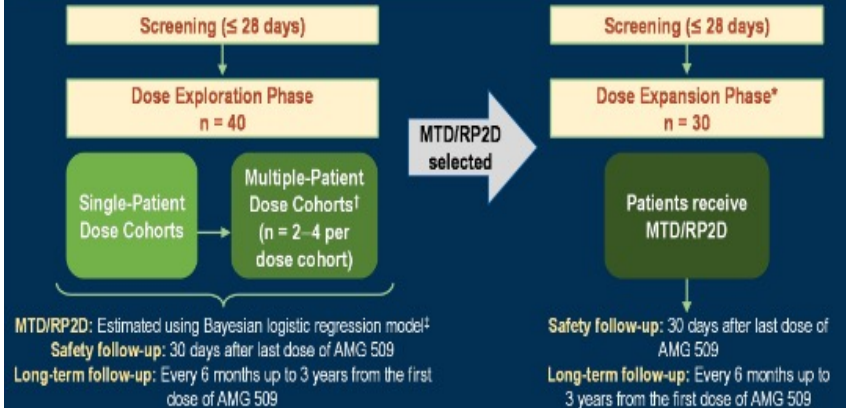 Screening (≤ 28 days)
Dose Exploration Phase
n = 40
Single-Patient
Dose Cohorts
Multiple-Patient
Dose Cohorts†
(n = 2–4 per
dose cohort)
MTD/RP2D: Estimated using Bayesian logistic regression model‡
Safety follow-up: 30 days after last dose of AMG 509
Long-term follow-up: Every 6 months up to 3 years from the first
dose of AMG 509
MTD/RP2D
selected
Screening (≤ 28 days)
Dose Expansion Phase*
n = 30
Patients receive
MTD/RP2D
Safety follow-up: 30 days after last dose of
AMG 509
Long-term follow-up: Every 6 months up to
3 years from the first dose of AMG 509